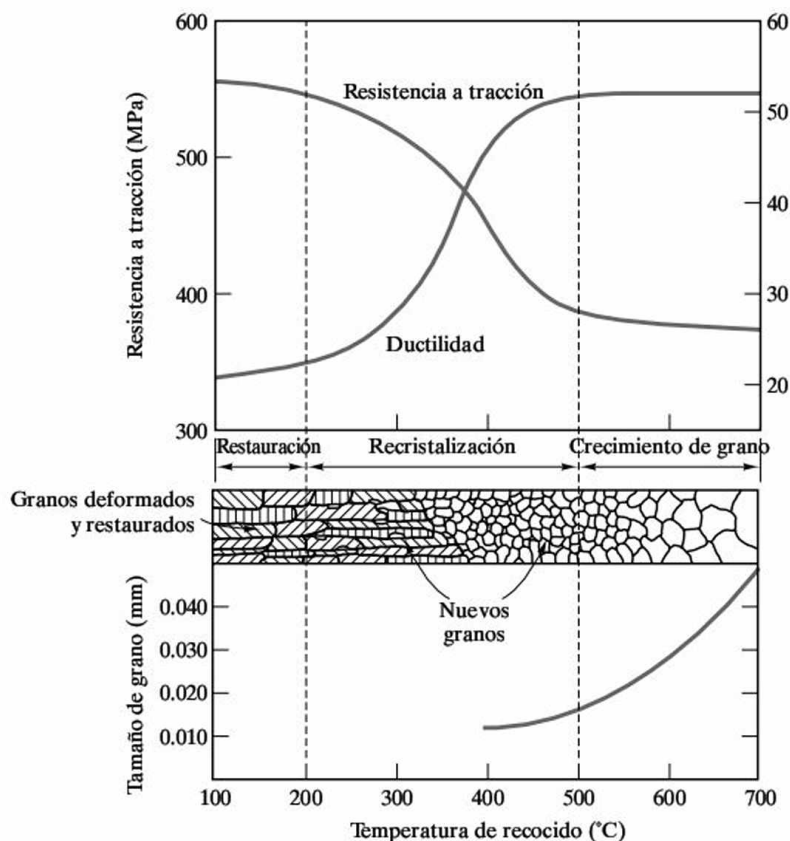 600
500
400
300
Resistencia a tracción (MPa)
60
50
40
30
20
Resistencia a tracción
Ductilidad
Restauración
Recristalización
Crecimiento de grano
Granos deformados
y restaurados
Nuevos
granos
Tamaño de grano (mm)
0.040
0.030
0.020
0.010
100
200
300
400
500
600
700
Temperatura de recocido (°C)